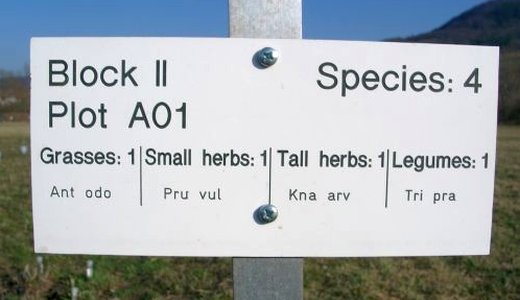 Block II
Species: 4
Plot A01
Grasses: 1 Small herbs: 1 Tall herbs: 1 Legumes: 1
Ant odo Pru vul Kna arv Tri pra